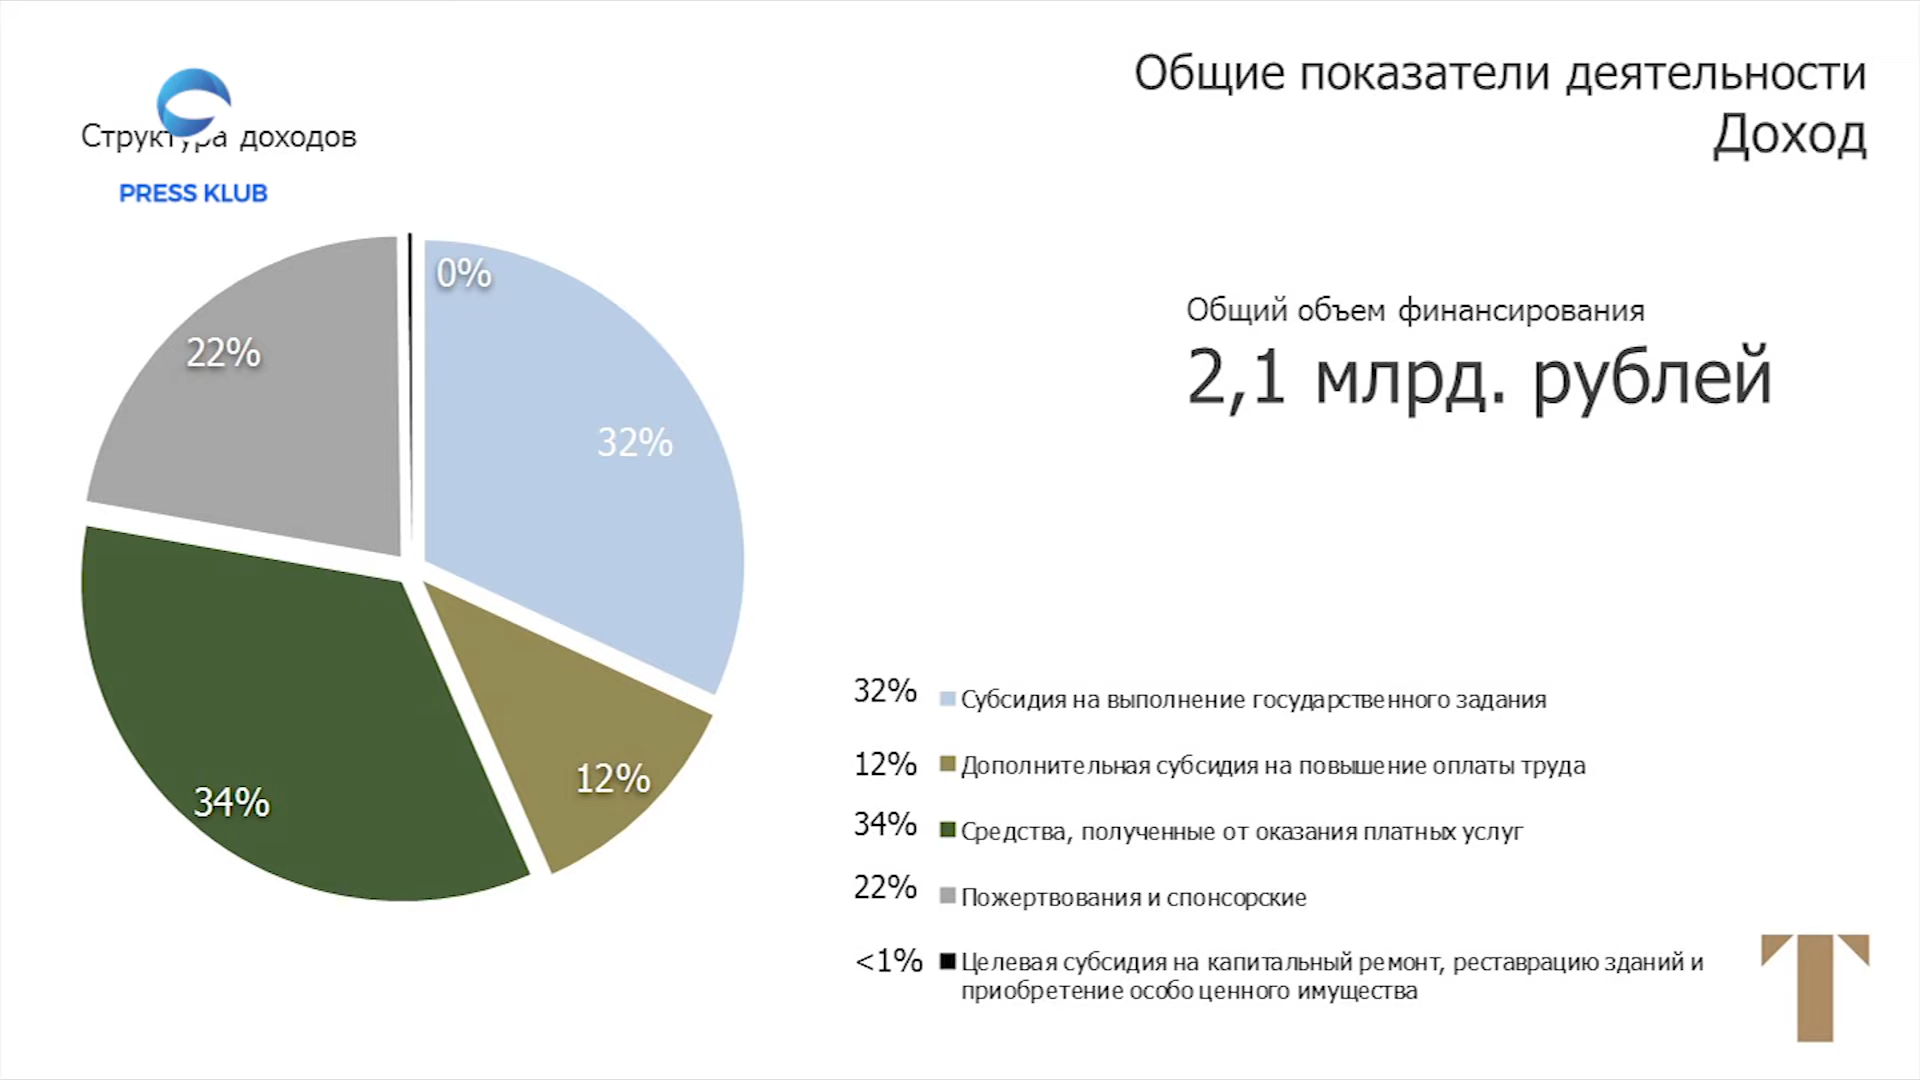 Общие показатели деятельности
Доход
Структура доходов
PRESS KLUB
0%
22%
32%
12%
34%
Общий объем финансирования
2,1 млрд. рублей
32% Субсидия на выполнение государственного задания
12% Дополнительная субсидия на повышение оплаты труда
34% Средства, полученные от оказания платных услуг
22% Пожертвования и спонсорские
<1% Целевая субсидия на капитальный ремонт, реставрацию зданий и
приобретение особо ценного имущества
T